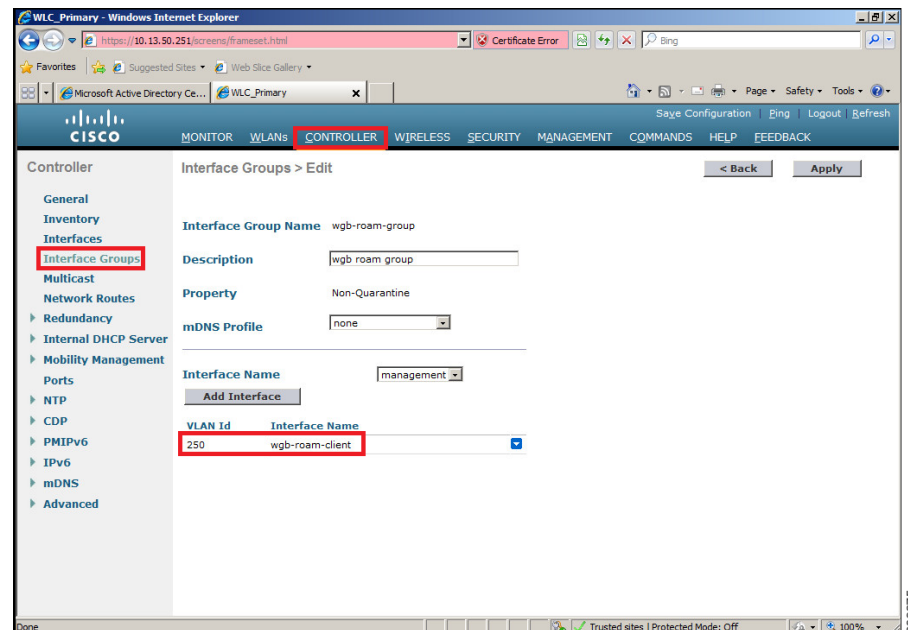 WLC_Primary - Windows Internet Explorer
https://10.13.50.251/screens/frameset.html Certificate Error Bing
Favorites Suggested Sites Web Slice Gallery
Microsoft Active Directory Ce... WLC_Primary x Page Safety Tools
Save Configuration | Ping | Logout | Refresh
CISCO MONITOR WLANs CONTROLLER WIRELESS SECURITY MANAGEMENT COMMANDS HELP FEEDBACK
Controller
General
Inventory
Interfaces
Interface Groups
Multicast
Network Routes
Redundancy
Internal DHCP Server
Mobility Management
Ports
NTP
CDP
PMIPv6
IPv6
mDNS
Advanced
Interface Groups > Edit < Back Apply
Interface Group Name wgb-roam-group
Description wgb roam group
Property Non-Quarantine
mDNS Profile none
Interface Name management
Add Interface
VLAN Id Interface Name
250 wgb-roam-client
Done Trusted sites | Protected Mode: Off 100%